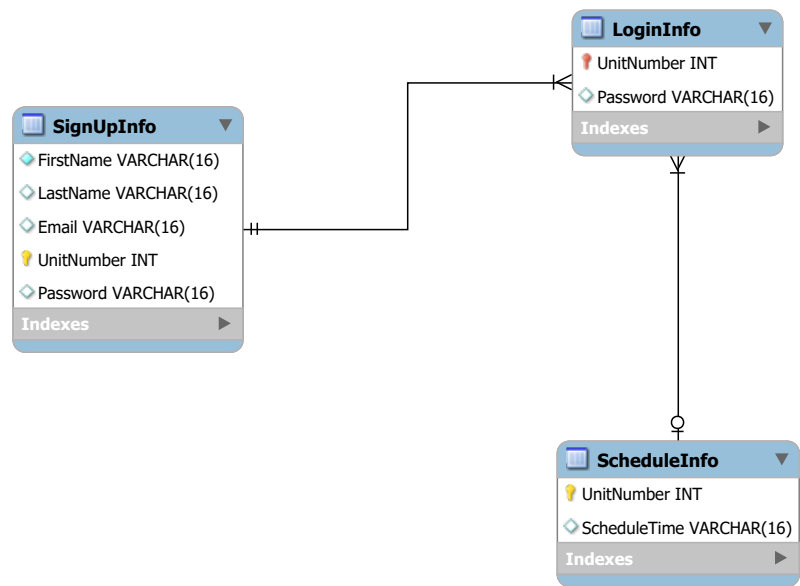 SignUpInfo
FirstName VARCHAR(16)
LastName VARCHAR(16)
Email VARCHAR(16)
UnitNumber INT
Password VARCHAR(16)
Indexes
LoginInfo
UnitNumber INT
Password VARCHAR(16)
Indexes
ScheduleInfo
UnitNumber INT
ScheduleTime VARCHAR(16)
Indexes